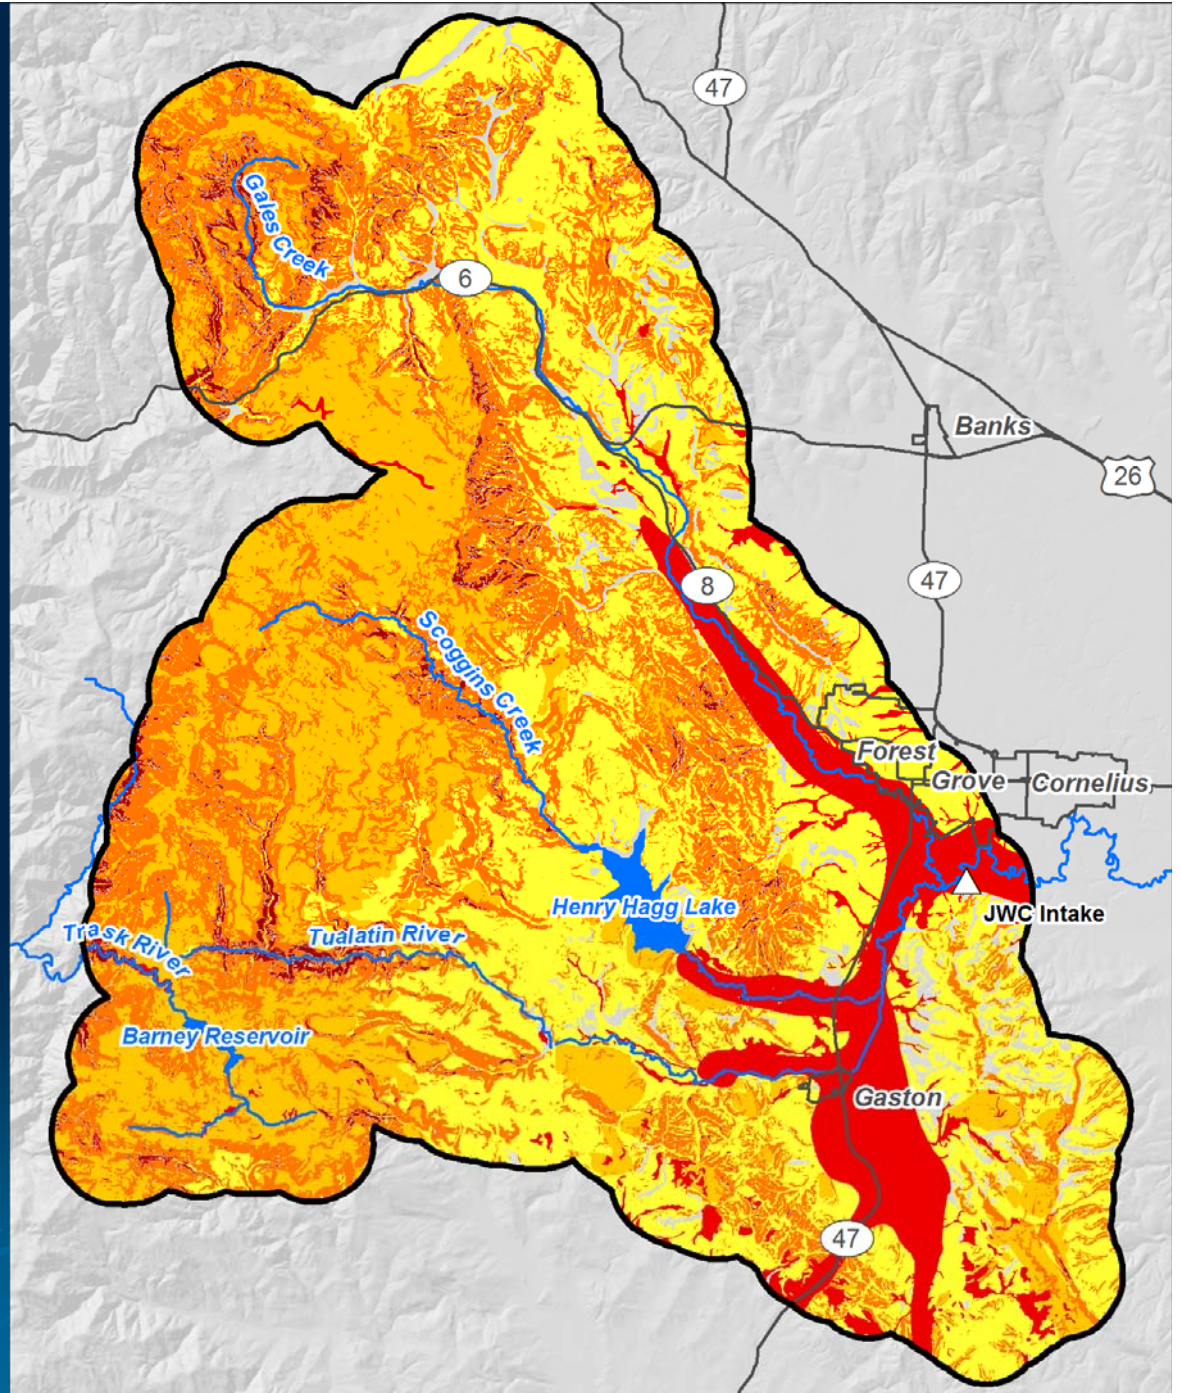 47
Gales Creek
6
Banks
26
47
8
Scoggins Creek
Forest
Grove
Cornelius
Henry Hagg Lake
JWC Intake
Trask River
Tualatin River
Barney Reservoir
Gaston
47